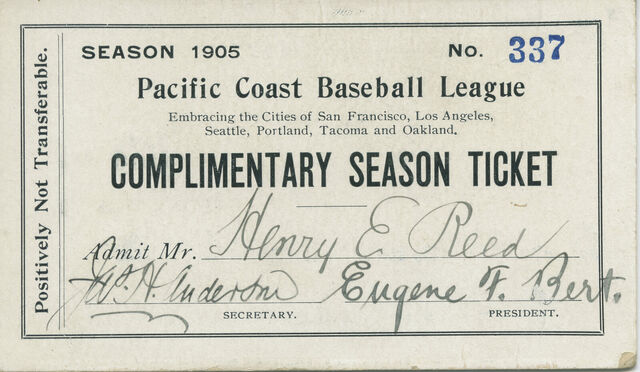 SEASON 1905 No. 337
Pacific Coast Baseball League
Embracing the Cities of San Francisco, Los Angeles,
Seattle, Portland, Tacoma and Oakland.
COMPLIMENTARY SEASON TICKET
Admit Mr. Henry E Reed
Jas. H. Anderson Eugene F. Bert.
SECRETARY. PRESIDENT.
Positively Not Transferable.